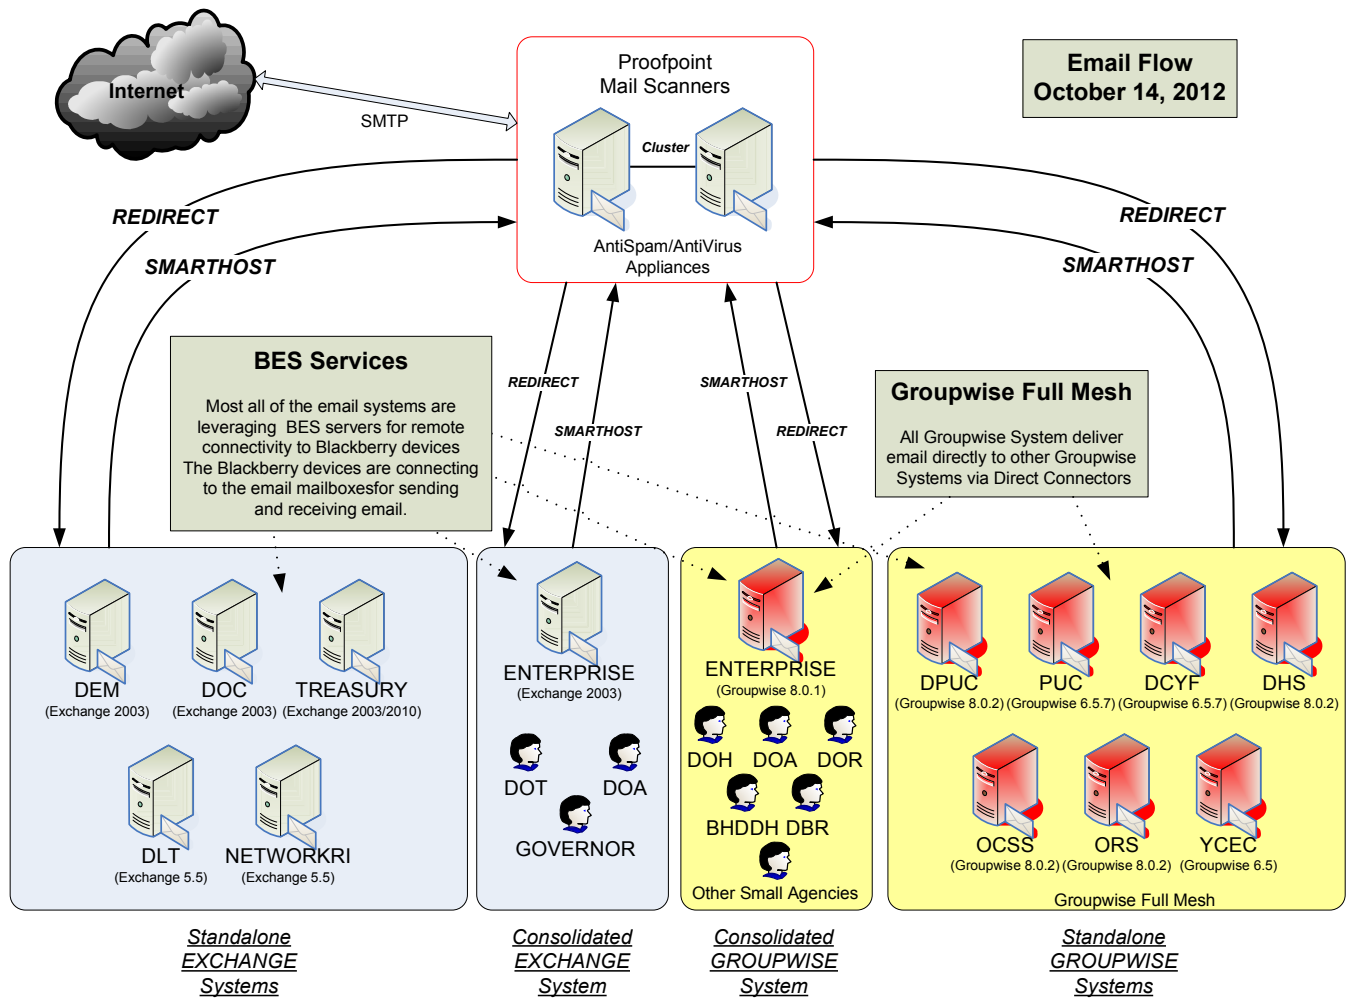 Internet
SMTP
Proofpoint
Mail Scanners
Cluster
AntiSpam/AntiVirus
Appliances
Email Flow
October 14, 2012
REDIRECT
SMARTHOST
REDIRECT
SMARTHOST
BES Services
Most all of the email systems are
leveraging BES servers for remote
connectivity to Blackberry devices
The Blackberry devices are connecting
to the email mailboxesfor sending
and receiving email.
REDIRECT
SMARTHOST
SMARTHOST
REDIRECT
Groupwise Full Mesh
All Groupwise System deliver
email directly to other Groupwise
Systems via Direct Connectors
DEM
(Exchange 2003)
DOC
(Exchange 2003)
TREASURY
(Exchange 2003/2010)
DLT
(Exchange 5.5)
NETWORKRI
(Exchange 5.5)
ENTERPRISE
(Exchange 2003)
DOT
DOA
GOVERNOR
ENTERPRISE
(Groupwise 8.0.1)
DOH
DOA
DOR
BHDDH
DBR
Other Small Agencies
DPUC
(Groupwise 8.0.2)
PUC
(Groupwise 6.5.7)
DCYF
(Groupwise 6.5.7)
DHS
(Groupwise 8.0.2)
OCSS
(Groupwise 8.0.2)
ORS
(Groupwise 8.0.2)
YCEC
(Groupwise 6.5)
Groupwise Full Mesh
Standalone
EXCHANGE
Systems
Consolidated
EXCHANGE
System
Consolidated
GROUPWISE
System
Standalone
GROUPWISE
Systems